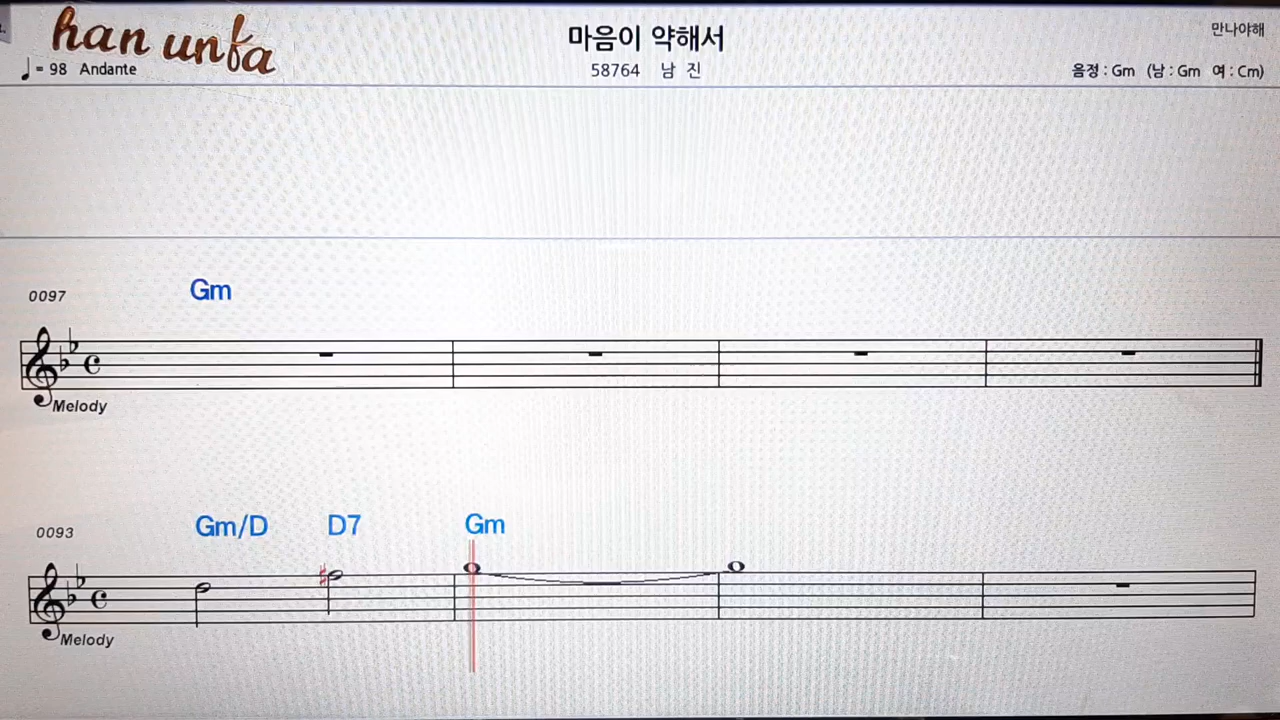 han unfa
마음이 약해서
만나야해
♩= 98 Andante
58764 남 진
음정 : Gm (남 : Gm 여 : Cm)
0097
Gm
Melody
0093
Gm/D D7 Gm
Melody